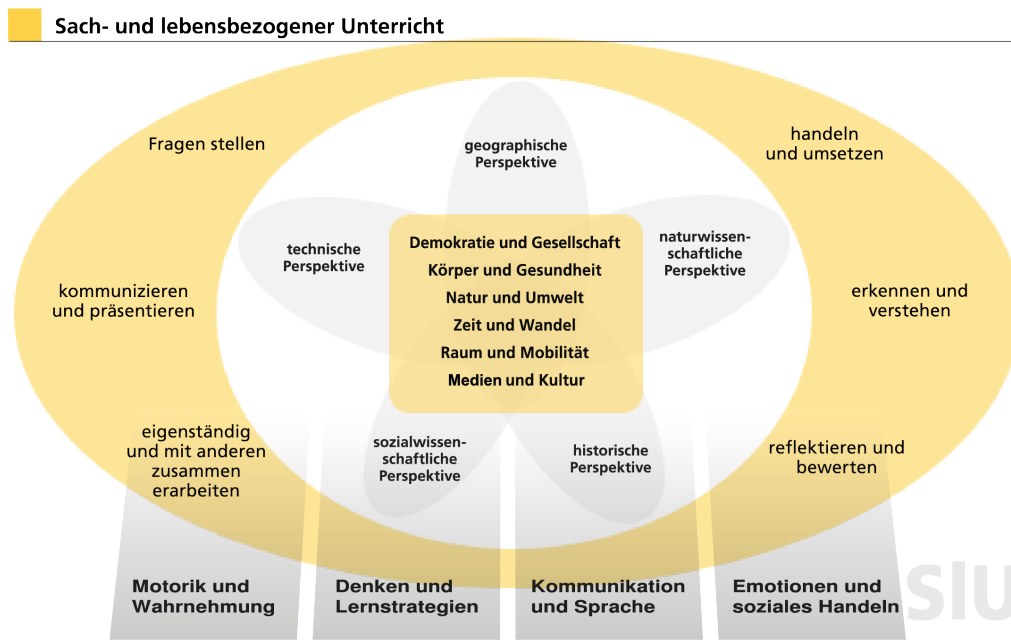 Sach- und lebensbezogener Unterricht
Fragen stellen
handeln
und umsetzen
geographische
Perspektive
technische
Perspektive
naturwissen-
schaftliche
Perspektive
Demokratie und Gesellschaft
Körper und Gesundheit
Natur und Umwelt
Zeit und Wandel
Raum und Mobilität
Medien und Kultur
kommunizieren
und präsentieren
erkennen und
verstehen
eigenständig
und mit anderen
zusammen
erarbeiten
sozialwissen-
schaftliche
Perspektive
historische
Perspektive
reflektieren und
bewerten
Motorik und
Wahrnehmung
Denken und
Lernstrategien
Kommunikation
und Sprache
Emotionen und
soziales Handeln